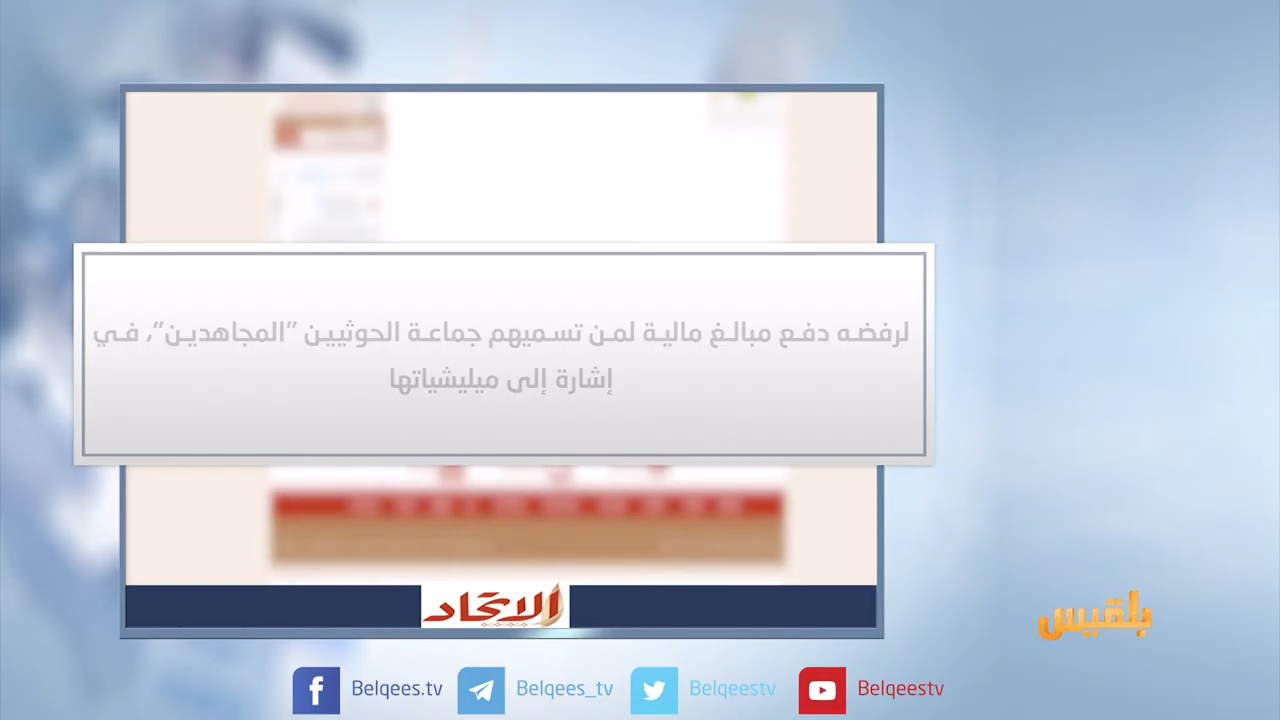 لرفضه دفع مبالغ مالية لمن تسميهم جماعة الحوثيين "المجاهدين"، في
إشارة إلى ميليشياتها
الاتحاد
بلقيس
Belqees.tv
Belqees_tv
Belqeestv
Belqeestv